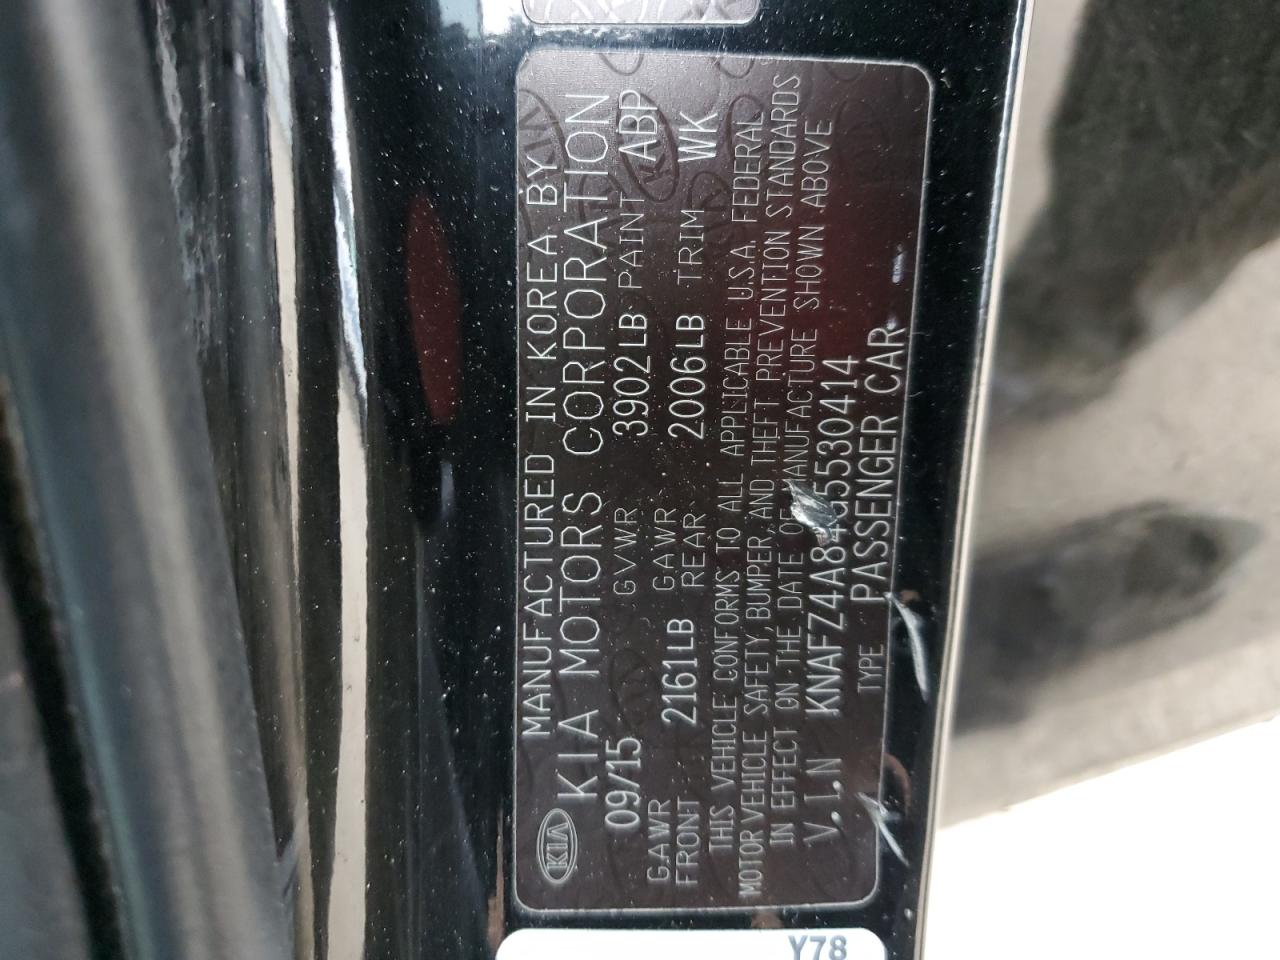 KIA
MANUFACTURED IN KOREA BY
KIA MOTORS CORPORATION
09/15 GVWR 3902LB PAINT ABP
GAWR FRONT 2161LB GAWR REAR 2006LB TRIM WK
THIS VEHICLE CONFORMS TO ALL APPLICABLE U.S.A. FEDERAL
MOTOR VEHICLE SAFETY, BUMPER, AND THEFT PREVENTION STANDARDS
IN EFFECT ON THE DATE OF MANUFACTURE SHOWN ABOVE
V.I.N KNAFZ4A84G5530414
TYPE PASSENGER CAR
Y78